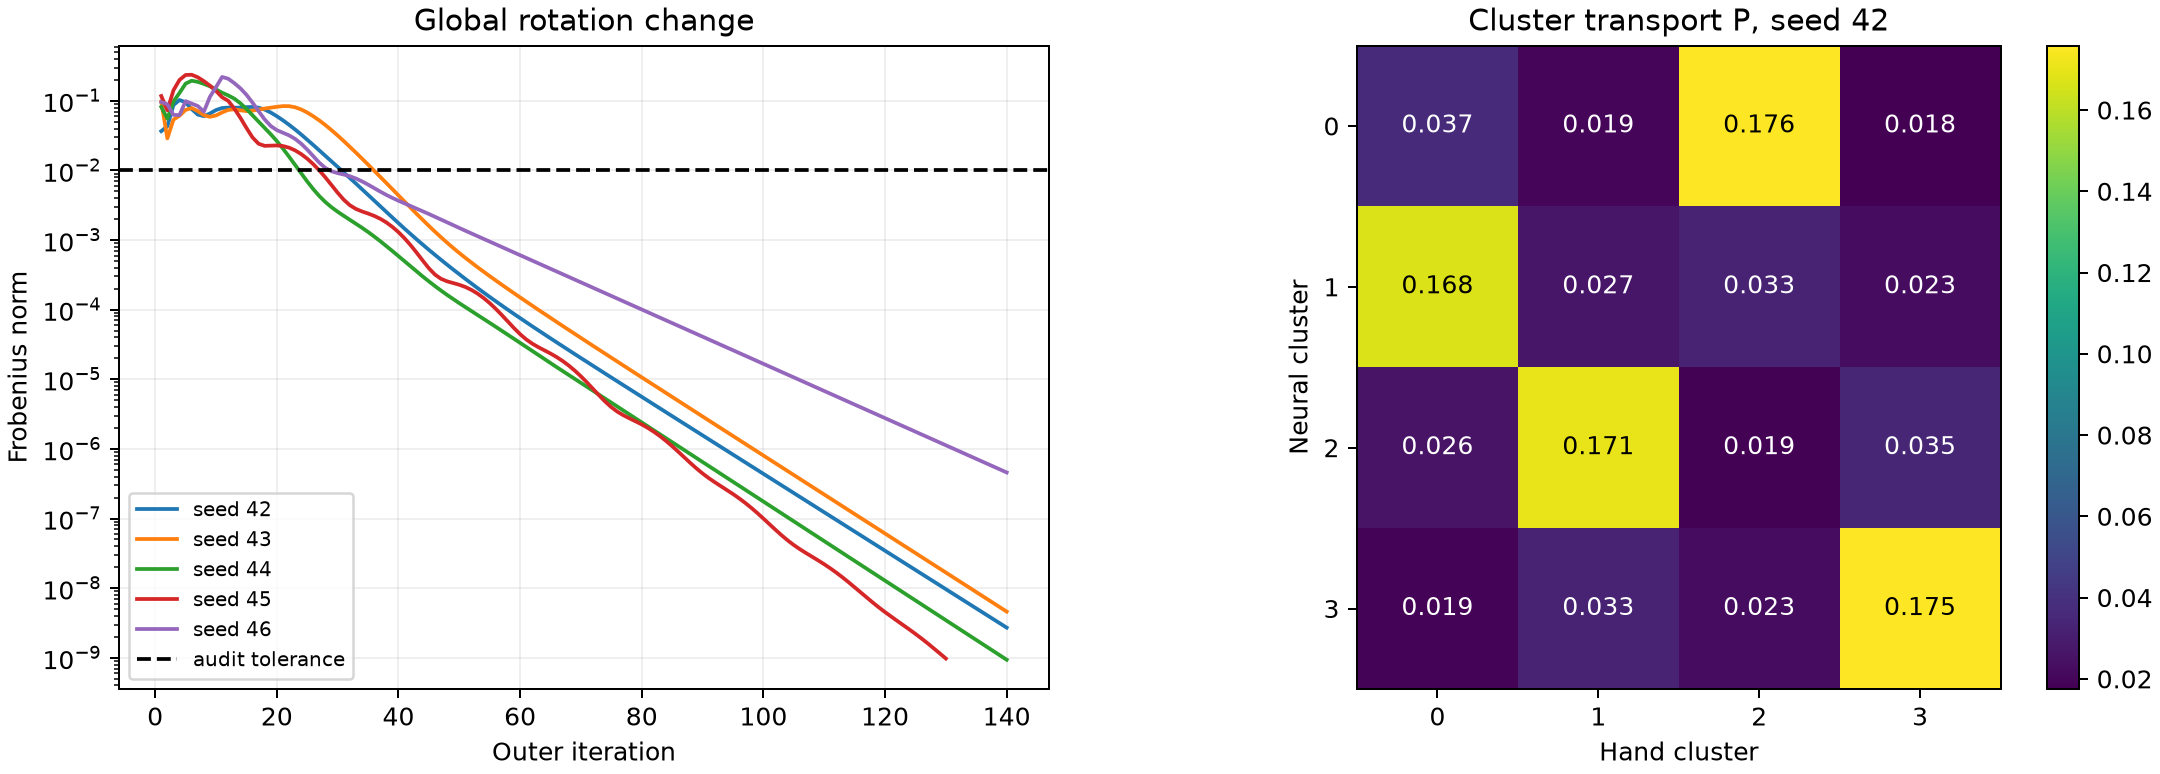 Global rotation change
Frobenius norm
10⁻¹
10⁻²
10⁻³
10⁻⁴
10⁻⁵
10⁻⁶
10⁻⁷
10⁻⁸
10⁻⁹
seed 42
seed 43
seed 44
seed 45
seed 46
audit tolerance
0 20 40 60 80 100 120 140
Outer iteration
Cluster transport P, seed 42
Neural cluster
0 0.037 0.019 0.176 0.018
1 0.168 0.027 0.033 0.023
2 0.026 0.171 0.019 0.035
3 0.019 0.033 0.023 0.175
0 1 2 3
Hand cluster
0.16
0.14
0.12
0.10
0.08
0.06
0.04
0.02